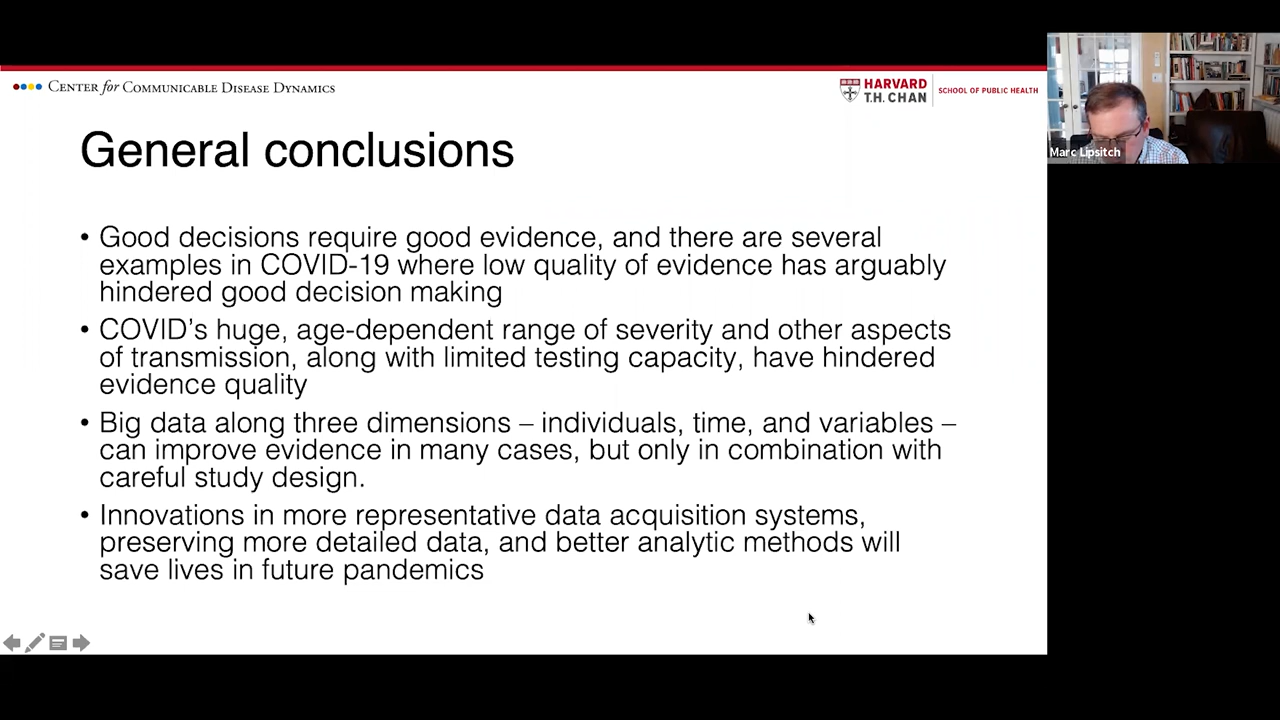 CENTER for COMMUNICABLE DISEASE DYNAMICS
HARVARD
T.H. CHAN
SCHOOL OF PUBLIC HEALTH
Marc Lipsitch
General conclusions
• Good decisions require good evidence, and there are several
examples in COVID-19 where low quality of evidence has arguably
hindered good decision making
• COVID’s huge, age-dependent range of severity and other aspects
of transmission, along with limited testing capacity, have hindered
evidence quality
• Big data along three dimensions – individuals, time, and variables –
can improve evidence in many cases, but only in combination with
careful study design.
• Innovations in more representative data acquisition systems,
preserving more detailed data, and better analytic methods will
save lives in future pandemics